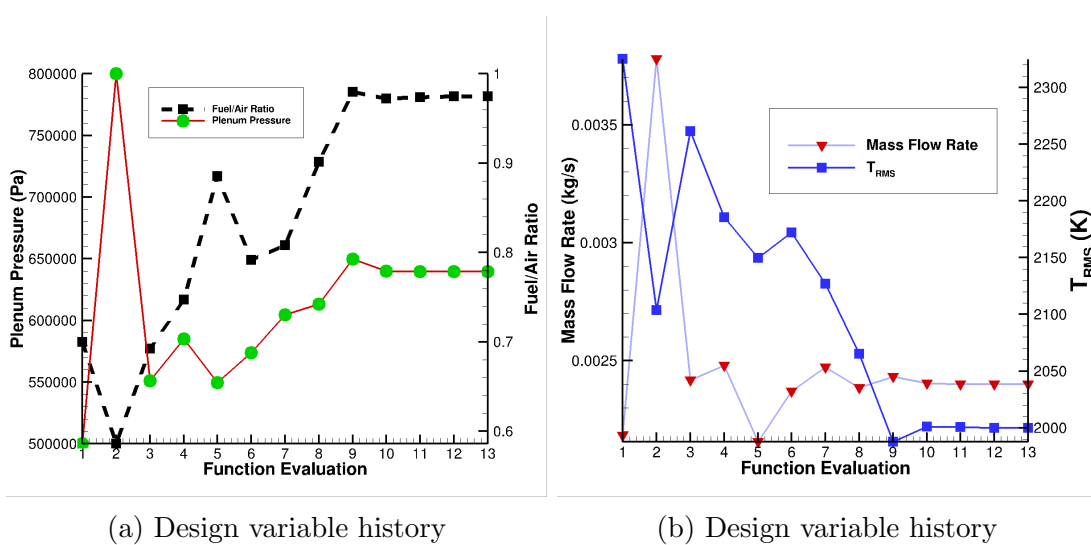 800000
750000
700000
650000
600000
550000
500000
Plenum Pressure (Pa)
Fuel/Air Ratio
Plenum Pressure
1
0.9
0.8
0.7
0.6
Fuel/Air Ratio
1 2 3 4 5 6 7 8 9 10 11 12 13
Function Evaluation
(a) Design variable history
0.0035
0.003
0.0025
Mass Flow Rate (kg/s)
Mass Flow Rate
T_RMS
2300
2250
2200
2150
2100
2050
2000
T_RMS (K)
1 2 3 4 5 6 7 8 9 10 11 12 13
Function Evaluation
(b) Design variable history